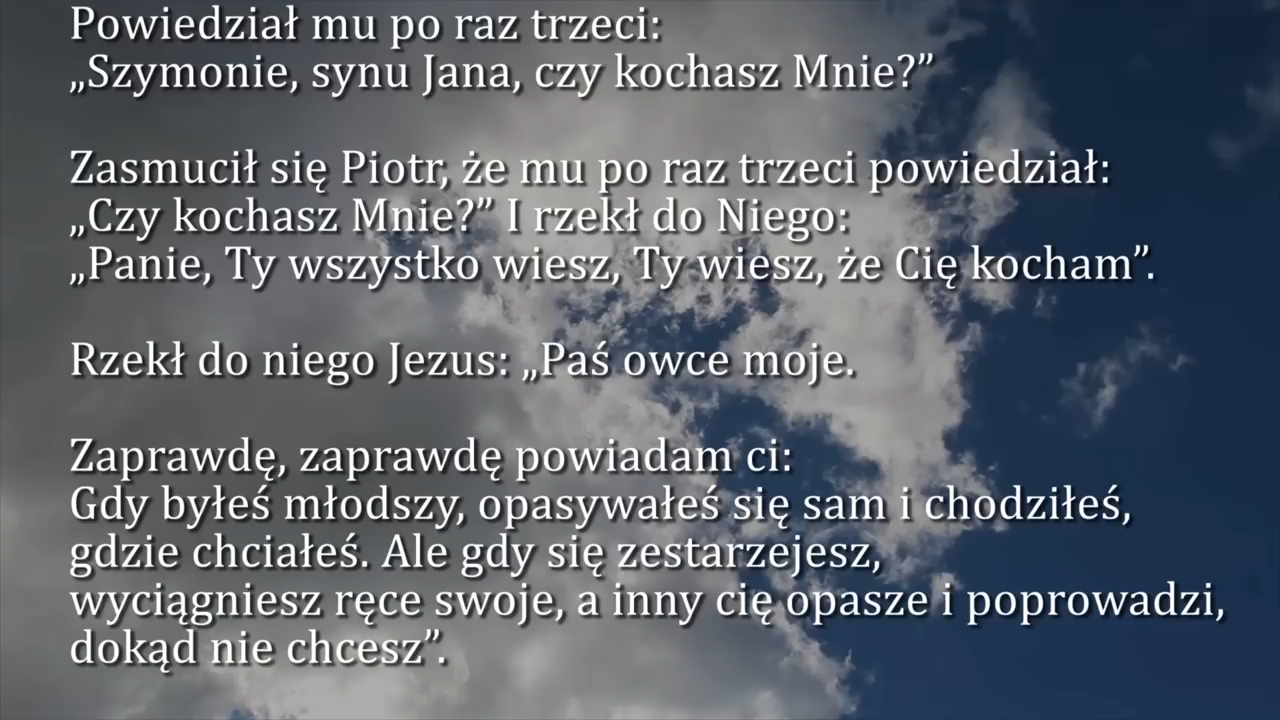 Powiedział mu po raz trzeci:
„Szymonie, synu Jana, czy kochasz Mnie?”
Zasmucił się Piotr, że mu po raz trzeci powiedział:
„Czy kochasz Mnie?” I rzekł do Niego:
„Panie, Ty wszystko wiesz, Ty wiesz, że Cię kocham”.
Rzekł do niego Jezus: „Paś owce moje.
Zaprawdę, zaprawdę powiadam ci:
Gdy byłeś młodszy, opasywałeś się sam i chodziłeś,
gdzie chciałeś. Ale gdy się zestarzejesz,
wyciągniesz ręce swoje, a inny cię opasze i poprowadzi,
dokąd nie chcesz”.